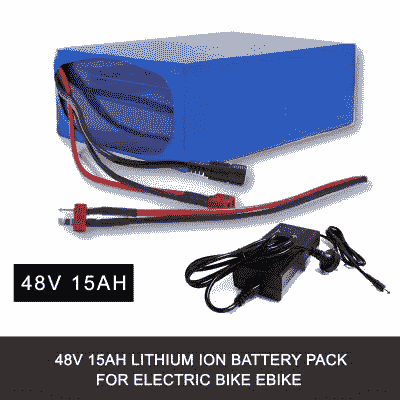 48V 15AH
48V 15AH LITHIUM ION BATTERY PACK
FOR ELECTRIC BIKE EBIKE